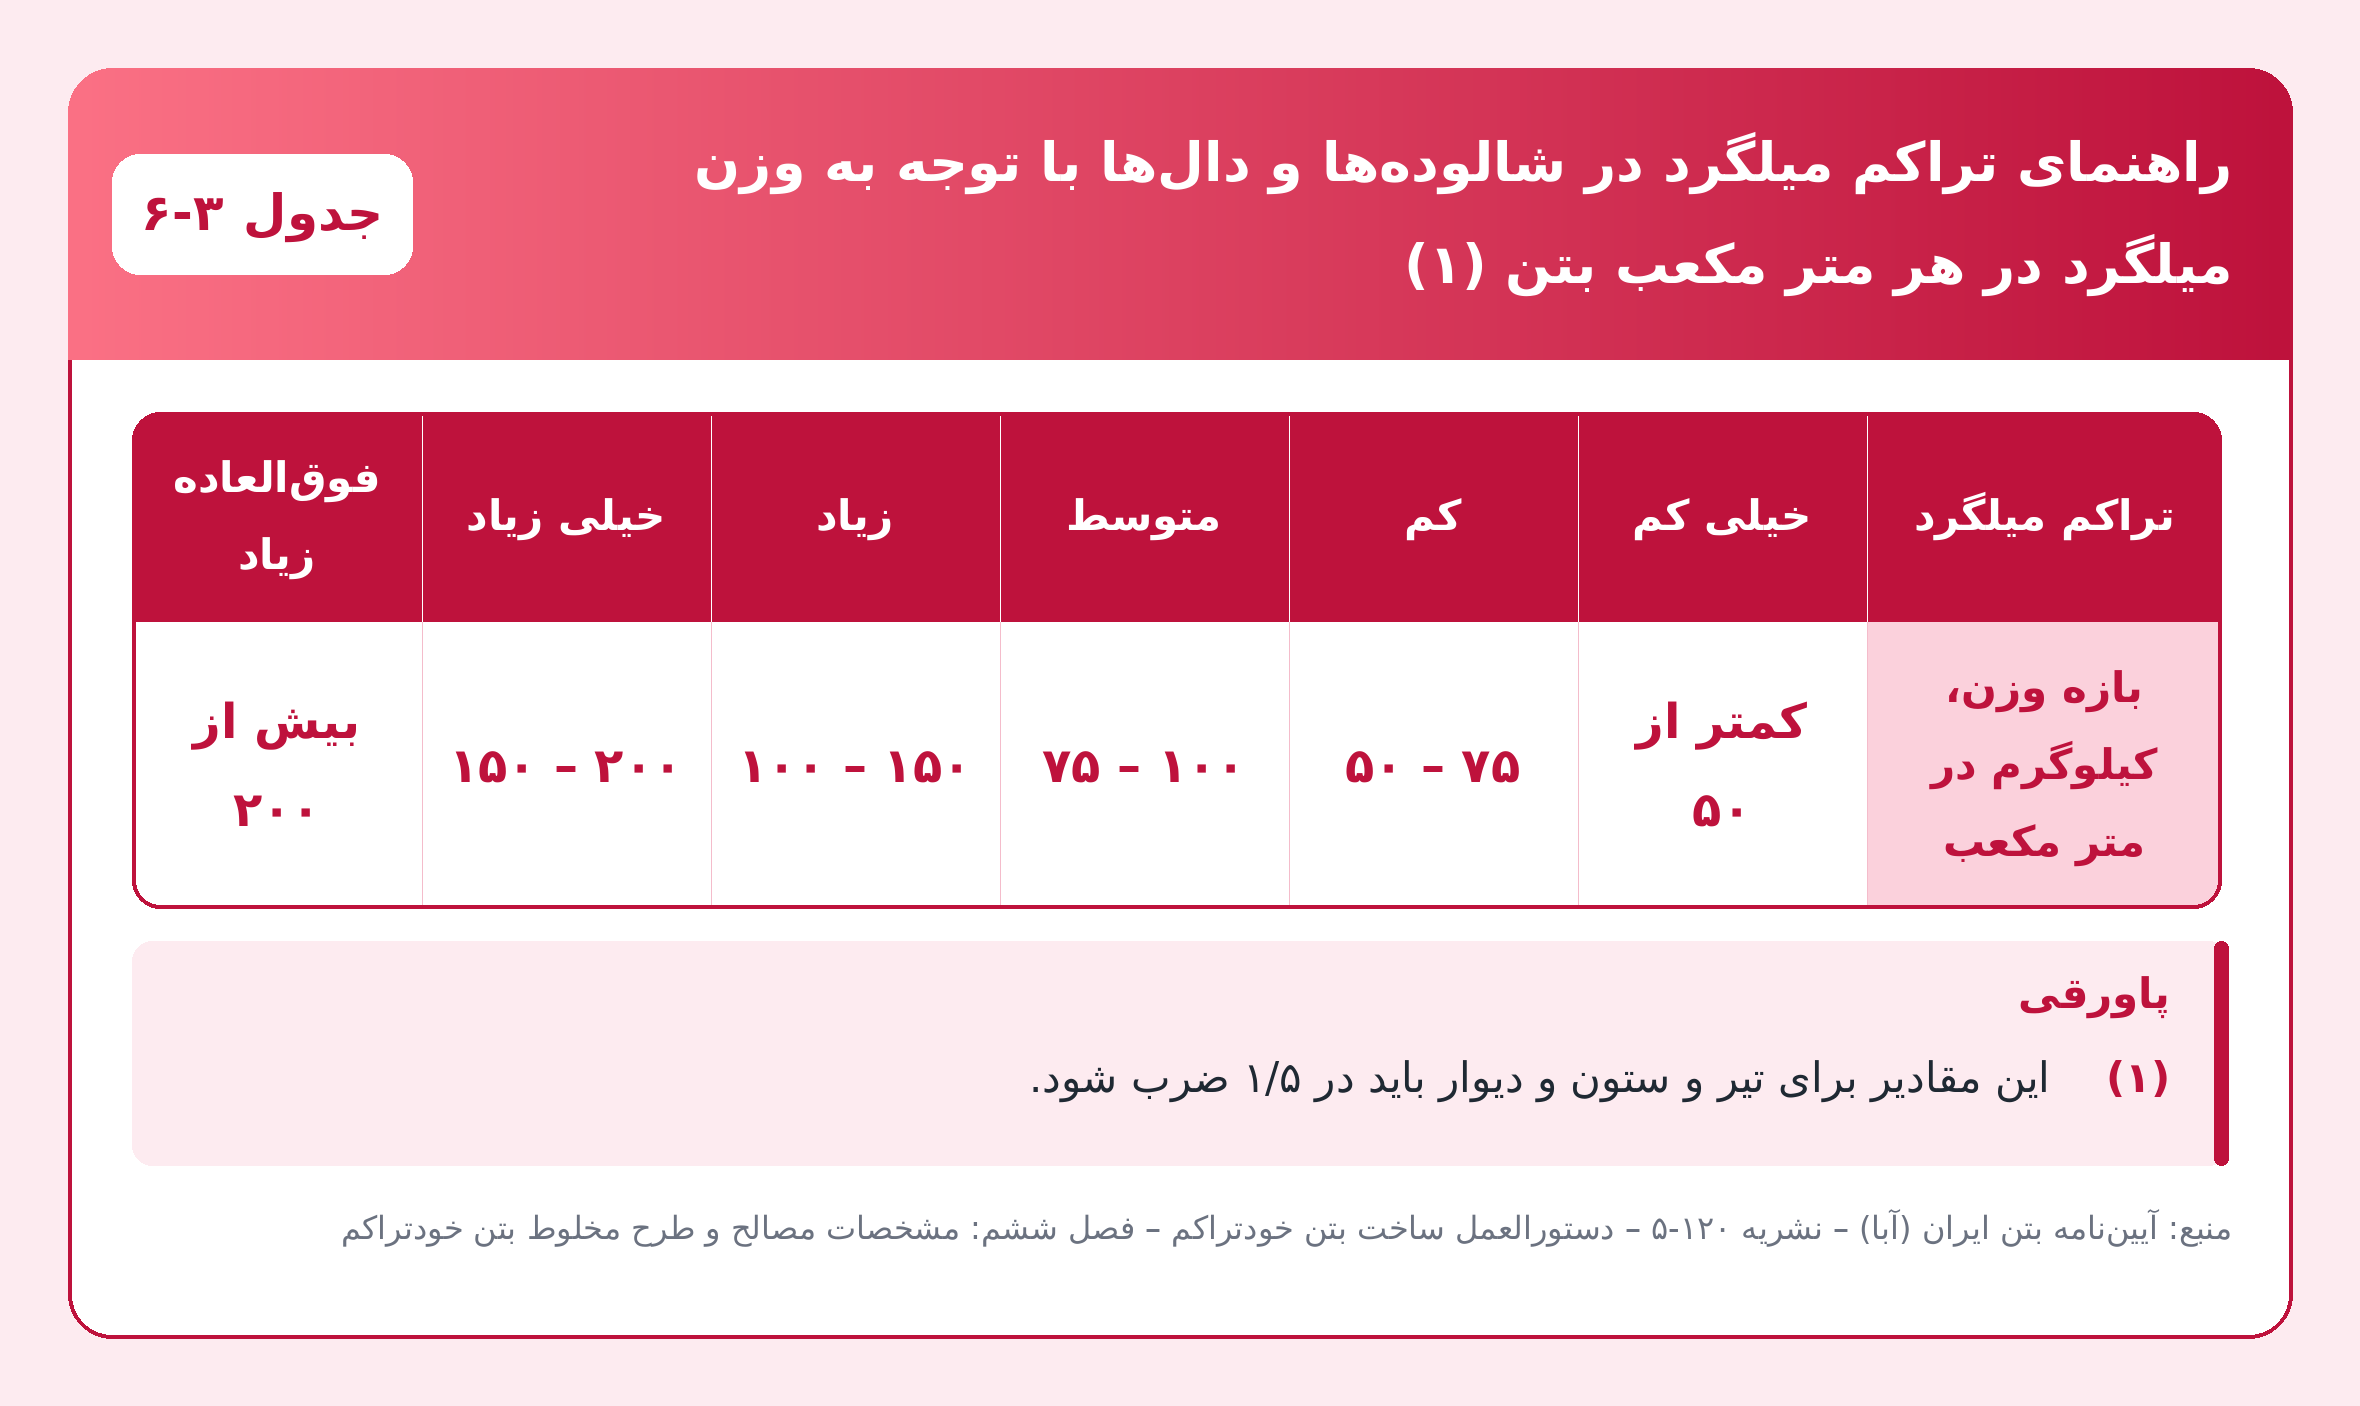 راهنمای تراکم میلگرد در شالوده‌ها و دال‌ها با توجه به وزن
میلگرد در هر متر مکعب بتن (۱)
جدول ۳-۶
تراکم میلگرد
خیلی کم
کم
متوسط
زیاد
خیلی زیاد
فوق‌العاده
زیاد
بازه وزن،
کیلوگرم در
متر مکعب
کمتر از
۵۰
۵۰ – ۷۵
۷۵ – ۱۰۰
۱۰۰ – ۱۵۰
۱۵۰ – ۲۰۰
بیش از
۲۰۰
پاورقی
(۱) این مقادیر برای تیر و ستون و دیوار باید در ۱/۵ ضرب شود.
منبع: آیین‌نامه بتن ایران (آبا) – نشریه ۱۲۰-۵ – دستورالعمل ساخت بتن خودتراکم – فصل ششم: مشخصات مصالح و طرح مخلوط بتن خودتراکم